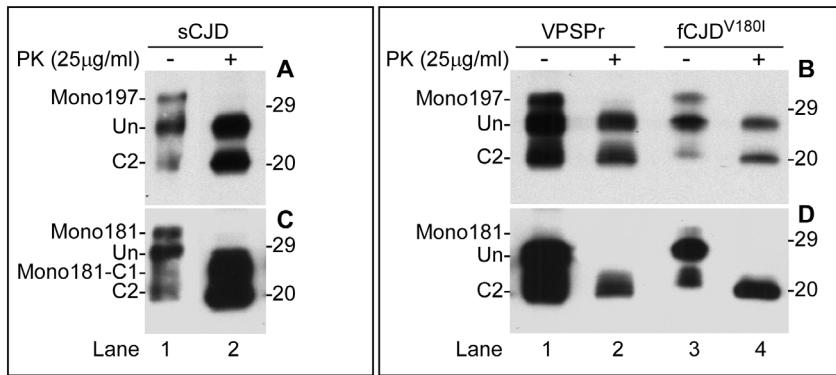 sCJD
PK (25μg/ml) - +
A
Mono197-
-29
Un-
C2-
-20
C
Mono181-
Un-
-29
Mono181-C1-
C2-
-20
Lane 1 2
VPSPr fCJDV180I
PK (25μg/ml) - + - +
B
Mono197-
-29
Un-
C2-
-20
D
Mono181-
-29
Un-
C2-
-20
Lane 1 2 3 4